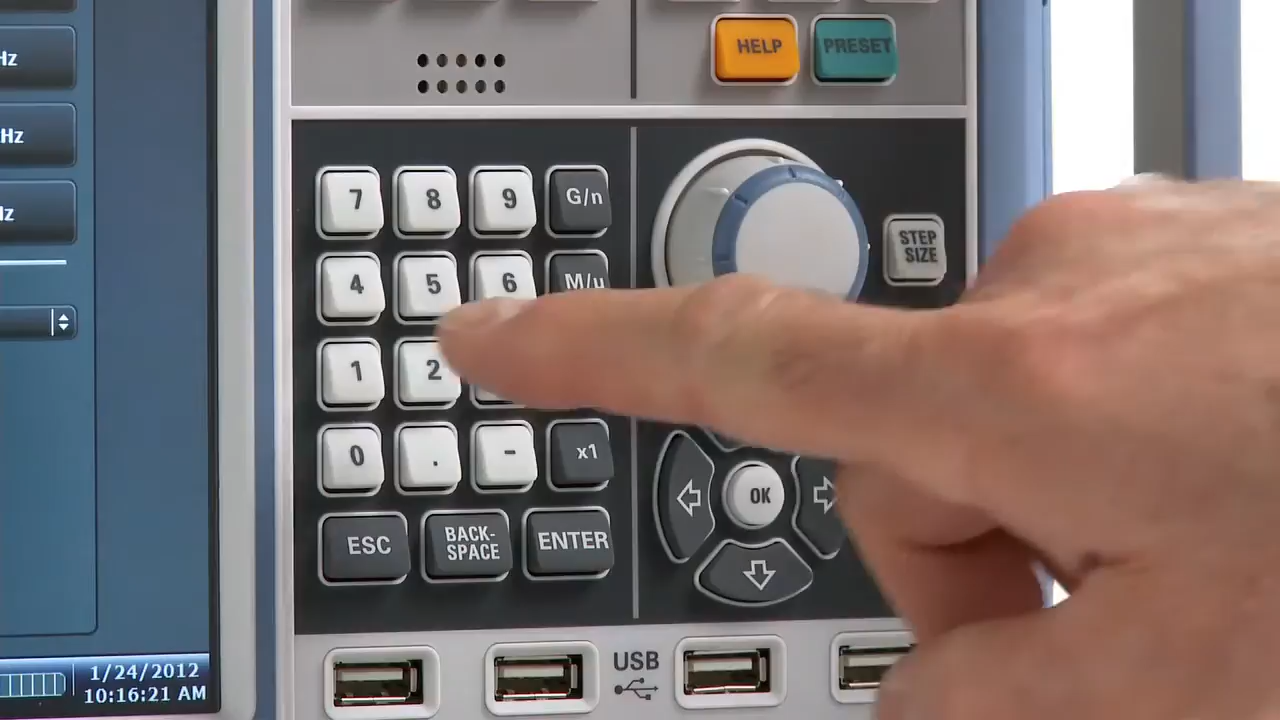 Hz
Hz
Hz
HELP
PRESET
7 8 9 G/n
4 5 6 M/µ
1 2
0 . - x1
ESC
BACK-
SPACE
ENTER
STEP
SIZE
OK
USB
1/24/2012
10:16:21 AM